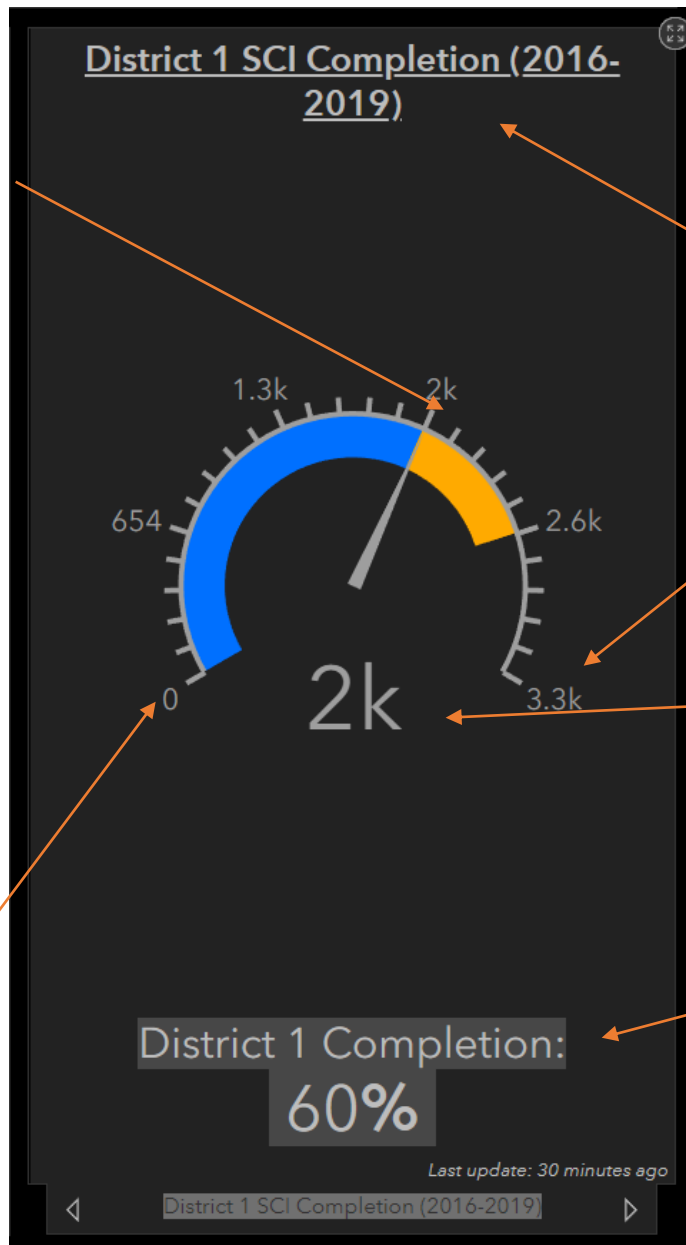 District 1 SCI Completion (2016-
2019)
1.3k
2k
654
2.6k
0
3.3k
2k
District 1 Completion:
60%
Last update: 30 minutes ago
District 1 SCI Completion (2016-2019)